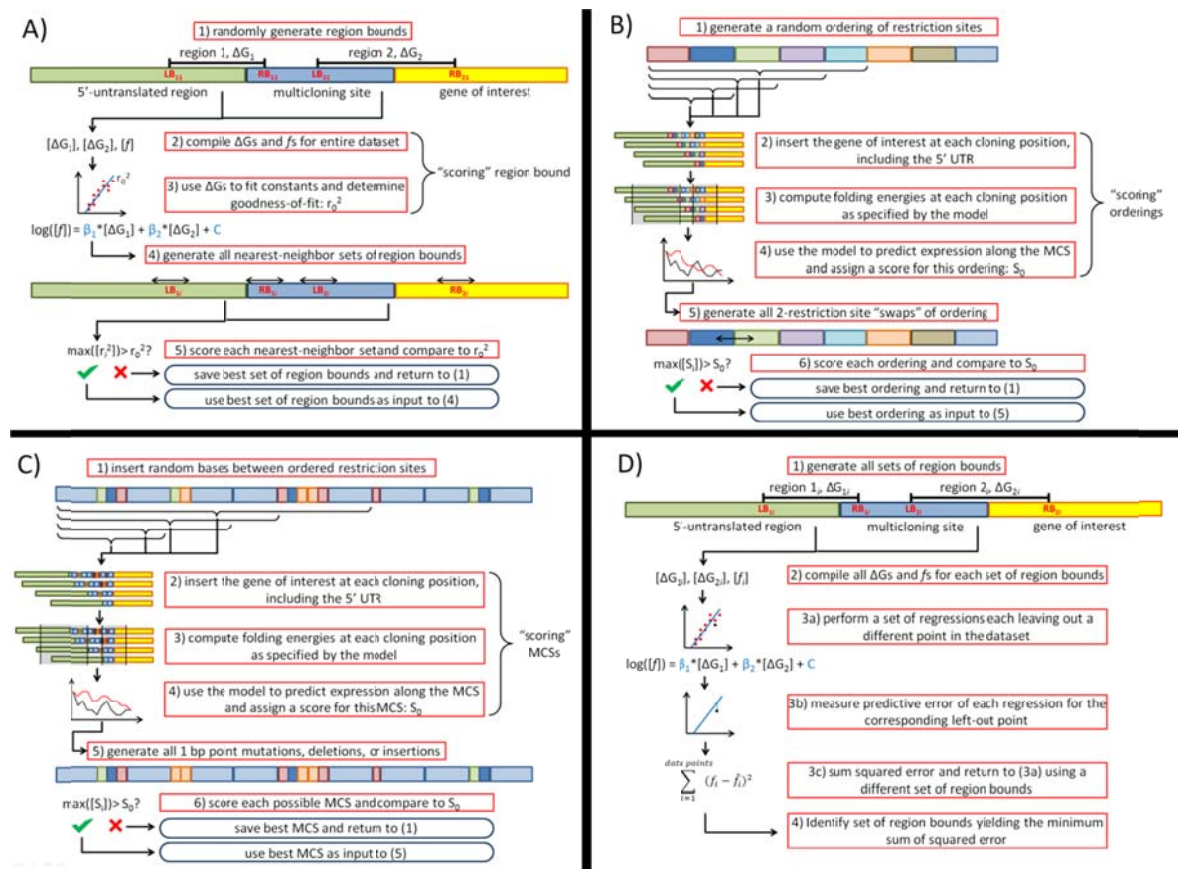 A)
1) randomly generate region bounds
region 1, ΔG₁
region 2, ΔG₂
LB₁₁
RB₁₁
LB₂₁
RB₂₁
5'-untranslated region
multicloning site
gene of interest
[ΔG₁], [ΔG₂], [f]
2) compile ΔGs and fs for entire dataset
r₀²
3) use ΔGs to fit constants and determine
goodness-of-fit: r₀²
"scoring" region bound
log([f]) = β₁*[ΔG₁] + β₂*[ΔG₂] + C
4) generate all nearest-neighbor sets of region bounds
LB₁ᵢ
RB₁ᵢ
LB₂ᵢ
RB₂ᵢ
max([rᵢ²])> r₀²?
5) score each nearest-neighbor set and compare to r₀²
save best set of region bounds and return to (1)
use best set of region bounds as input to (4)
B)
1) generate a random ordering of restriction sites
2) insert the gene of interest at each cloning position,
including the 5' UTR
3) compute folding energies at each cloning position
as specified by the model
"scoring"
orderings
4) use the model to predict expression along the MCS
and assign a score for this ordering: S₀
5) generate all 2-restriction site "swaps" of ordering
max([Sᵢ])> S₀?
6) score each ordering and compare to S₀
save best ordering and return to (1)
use best ordering as input to (5)
C)
1) insert random bases between ordered restriction sites
2) insert the gene of interest at each cloning position,
including the 5' UTR
3) compute folding energies at each cloning position
as specified by the model
"scoring"
MCSs
4) use the model to predict expression along the MCS
and assign a score for this MCS: S₀
5) generate all 1 bp point mutations, deletions, or insertions
max([Sᵢ])> S₀?
6) score each possible MCS and compare to S₀
save best MCS and return to (1)
use best MCS as input to (5)
D)
1) generate all sets of region bounds
region 1ᵢ, ΔG₁ᵢ
region 2ᵢ, ΔG₂ᵢ
LB₁ᵢ
RB₁ᵢ
LB₂ᵢ
RB₂ᵢ
5'-untranslated region
multicloning site
gene of interest
[ΔG₁ᵢ], [ΔG₂ᵢ], [fᵢ]
2) compile all ΔGs and fs for each set of region bounds
3a) perform a set of regressions each leaving out a
different point in the dataset
log([f]) = β₁*[ΔG₁] + β₂*[ΔG₂] + C
3b) measure predictive error of each regression for the
corresponding left-out point
data points
∑ (fᵢ − f̂ᵢ)²
i=1
3c) sum squared error and return to (3a) using a
different set of region bounds
4) Identify set of region bounds yielding the minimum
sum of squared error